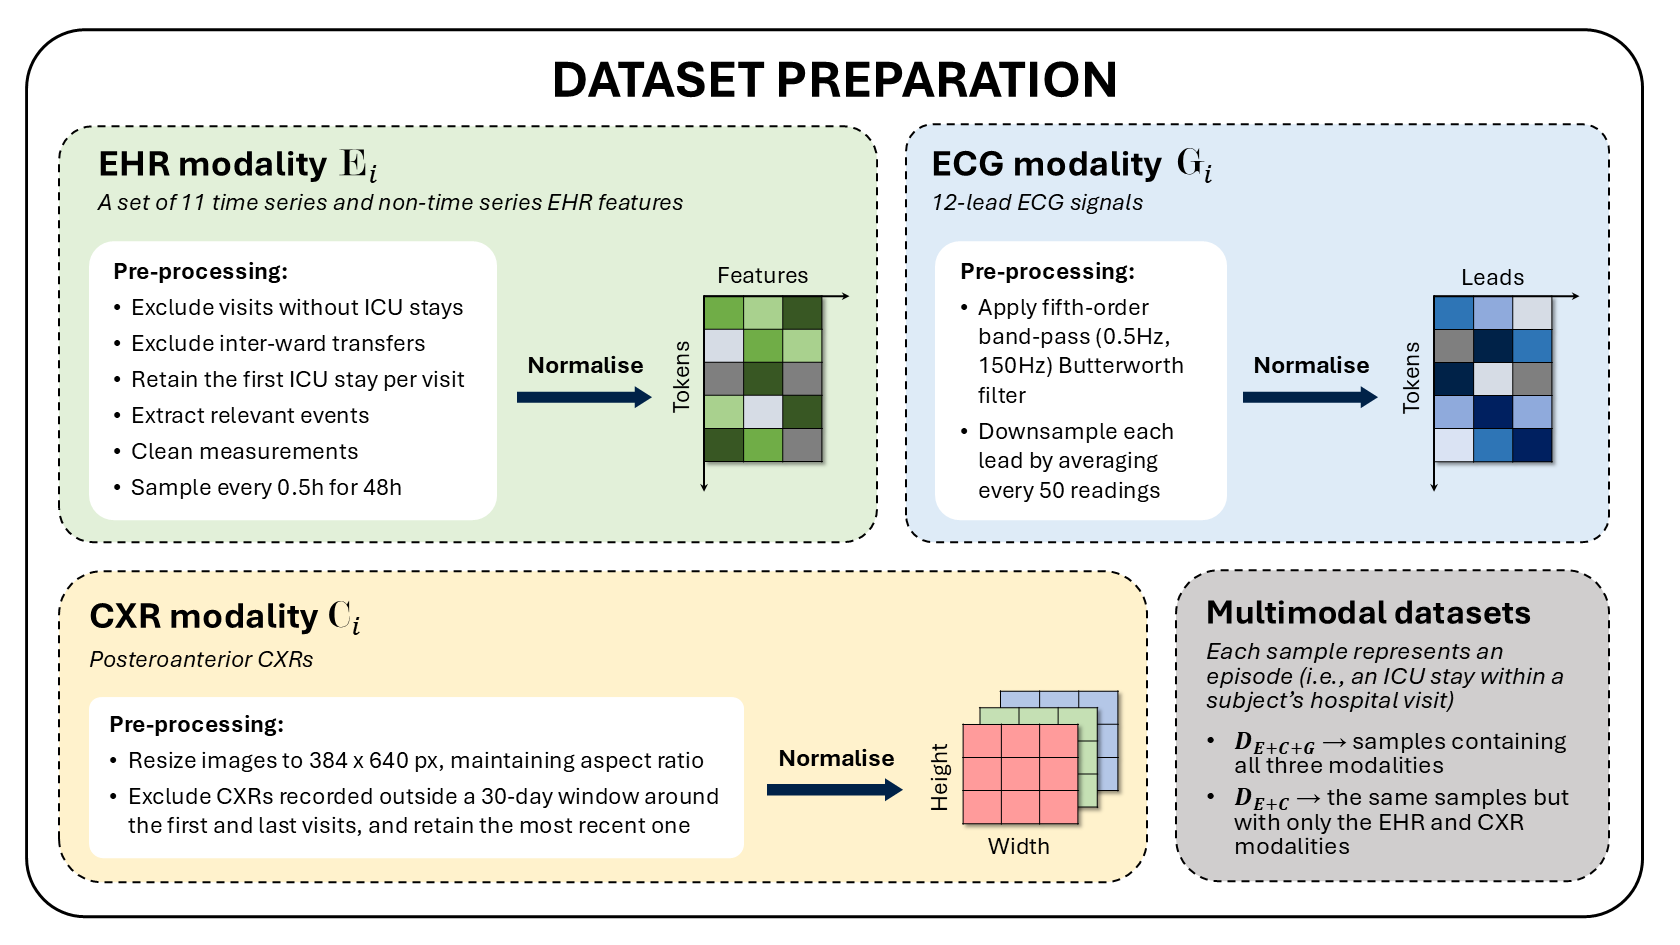 DATASET PREPARATION
EHR modality E_i
A set of 11 time series and non-time series EHR features
Pre-processing:
• Exclude visits without ICU stays
• Exclude inter-ward transfers
• Retain the first ICU stay per visit
• Extract relevant events
• Clean measurements
• Sample every 0.5h for 48h
Normalise
Features
Tokens
ECG modality G_i
12-lead ECG signals
Pre-processing:
• Apply fifth-order
band-pass (0.5Hz,
150Hz) Butterworth
filter
• Downsample each
lead by averaging
every 50 readings
Normalise
Leads
Tokens
CXR modality C_i
Posteroanterior CXRs
Pre-processing:
• Resize images to 384 x 640 px, maintaining aspect ratio
• Exclude CXRs recorded outside a 30-day window around
the first and last visits, and retain the most recent one
Normalise
Height
Width
Multimodal datasets
Each sample represents an
episode (i.e., an ICU stay within a
subject’s hospital visit)
• D_{E+C+G} → samples containing
all three modalities
• D_{E+C} → the same samples but
with only the EHR and CXR
modalities